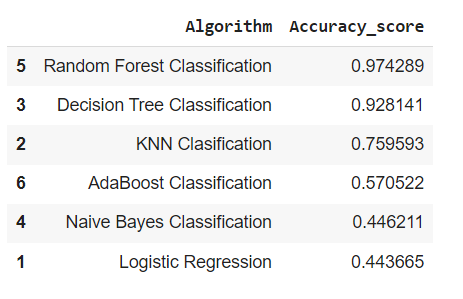 Algorithm Accuracy_score
5 Random Forest Classification 0.974289
3 Decision Tree Classification 0.928141
2 KNN Clasification 0.759593
6 AdaBoost Classification 0.570522
4 Naive Bayes Classification 0.446211
1 Logistic Regression 0.443665